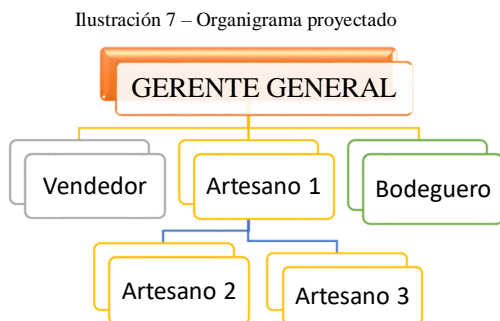 Ilustración 7 – Organigrama proyectado
GERENTE GENERAL
Vendedor
Artesano 1
Bodeguero
Artesano 2
Artesano 3